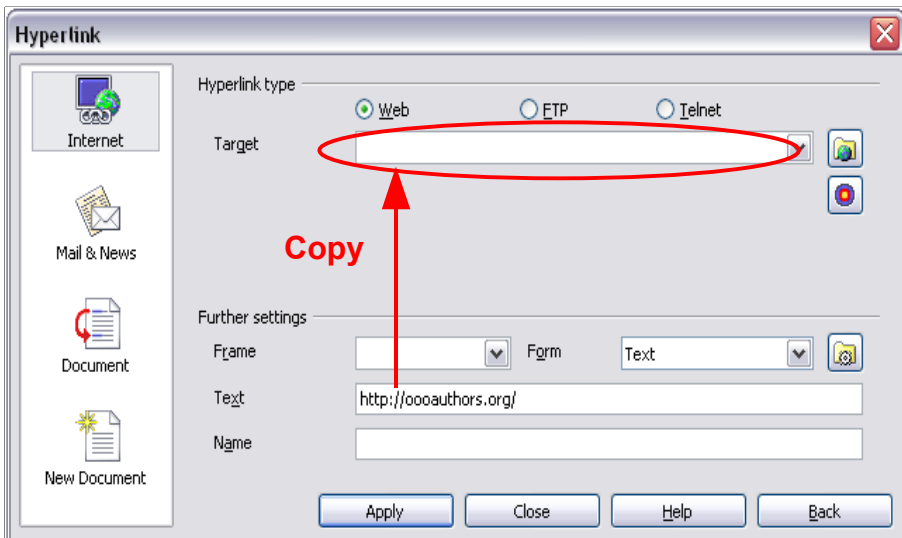 Hyperlink
Internet
Mail & News
Document
New Document
Hyperlink type
Web FTP Telnet
Target
Copy
Further settings
Frame Form Text
Text http://oooauthors.org/
Name
Apply Close Help Back